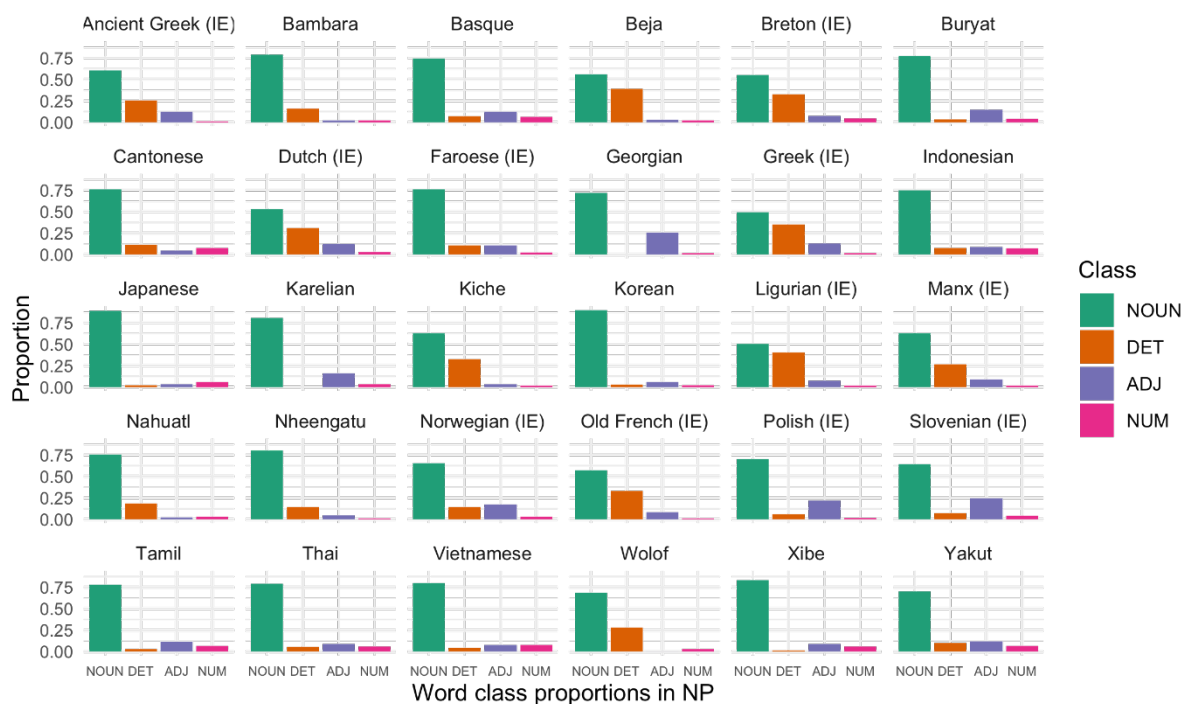 Ancient Greek (IE) Bambara Basque Beja Breton (IE) Buryat
0.75
0.50
0.25
0.00
Cantonese Dutch (IE) Faroese (IE) Georgian Greek (IE) Indonesian
0.75
0.50
0.25
0.00
Japanese Karelian Kiche Korean Ligurian (IE) Manx (IE)
0.75
0.50
0.25
0.00
Nahuatl Nheengatu Norwegian (IE) Old French (IE) Polish (IE) Slovenian (IE)
0.75
0.50
0.25
0.00
Tamil Thai Vietnamese Wolof Xibe Yakut
0.75
0.50
0.25
0.00
NOUN DET ADJ NUM NOUN DET ADJ NUM NOUN DET ADJ NUM NOUN DET ADJ NUM NOUN DET ADJ NUM NOUN DET ADJ NUM
Proportion
Word class proportions in NP
Class
NOUN
DET
ADJ
NUM